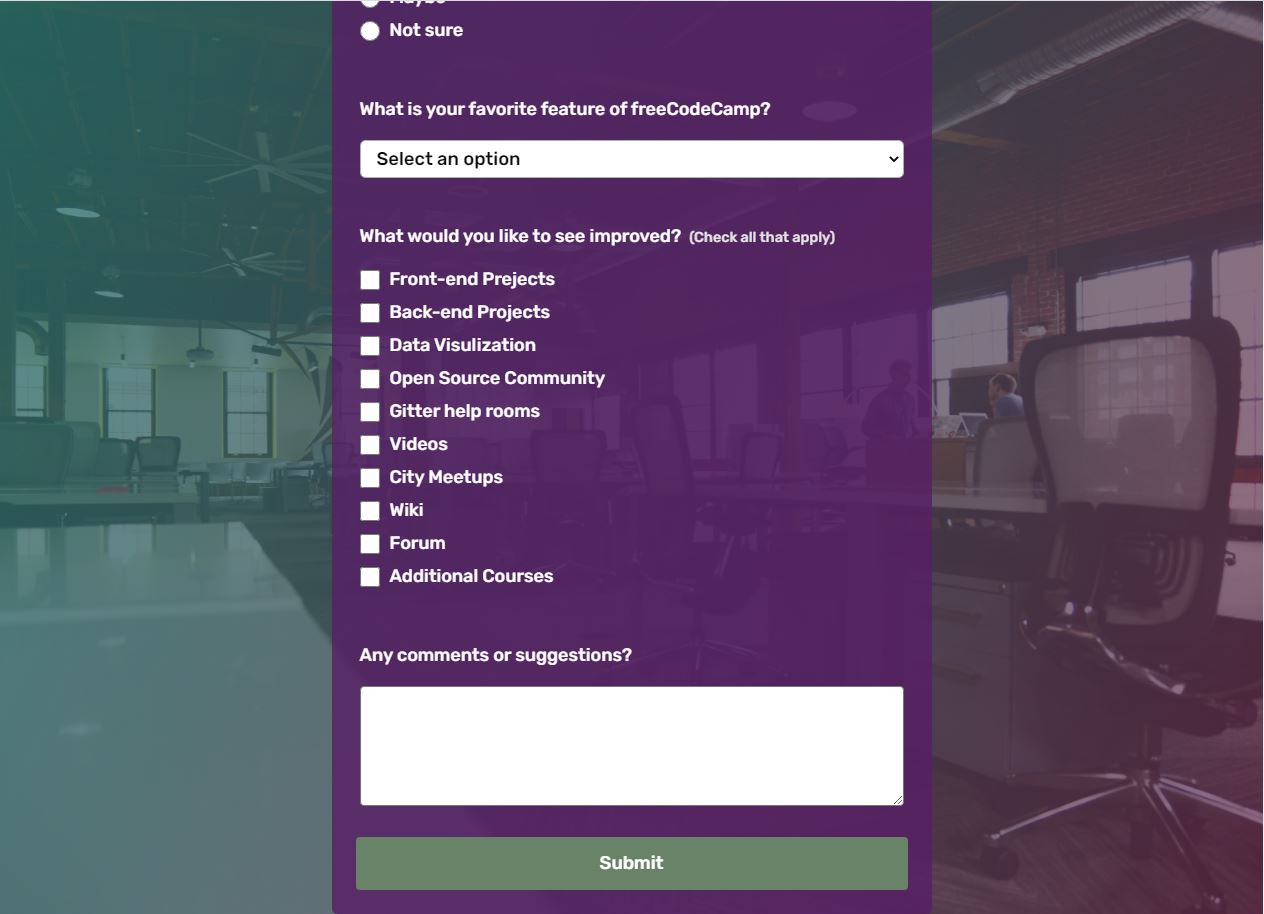 Maybe
Not sure
What is your favorite feature of freeCodeCamp?
Select an option
What would you like to see improved? (Check all that apply)
Front-end Prejects
Back-end Projects
Data Visulization
Open Source Community
Gitter help rooms
Videos
City Meetups
Wiki
Forum
Additional Courses
Any comments or suggestions?
Submit